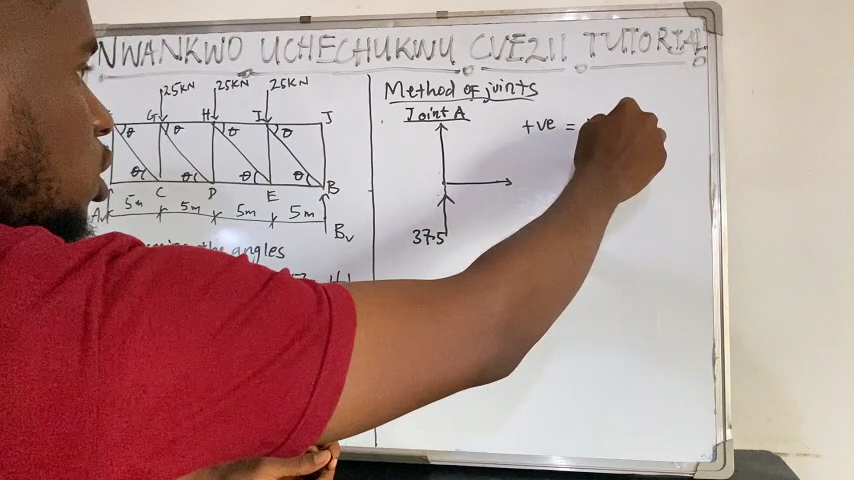 NWANKWO UCHECHUKWU CVEZII TUTORIAL
25KN 25KN 25KN
G H I J
θ θ θ θ
θ θ θ θ
A C D E B
5m 5m 5m 5m
Bv
the angles
Method of joints
Joint A
+ve =
37.5